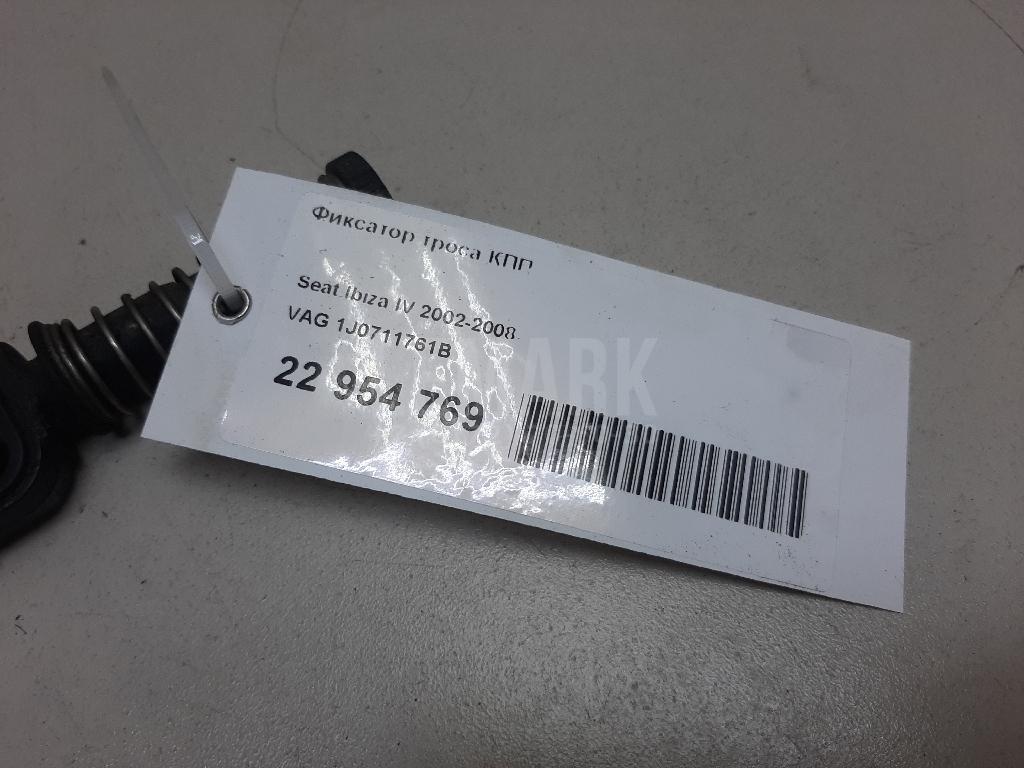 Фиксатор троса КПП
Seat Ibiza IV 2002-2008
VAG 1J0711761B
22 954 769